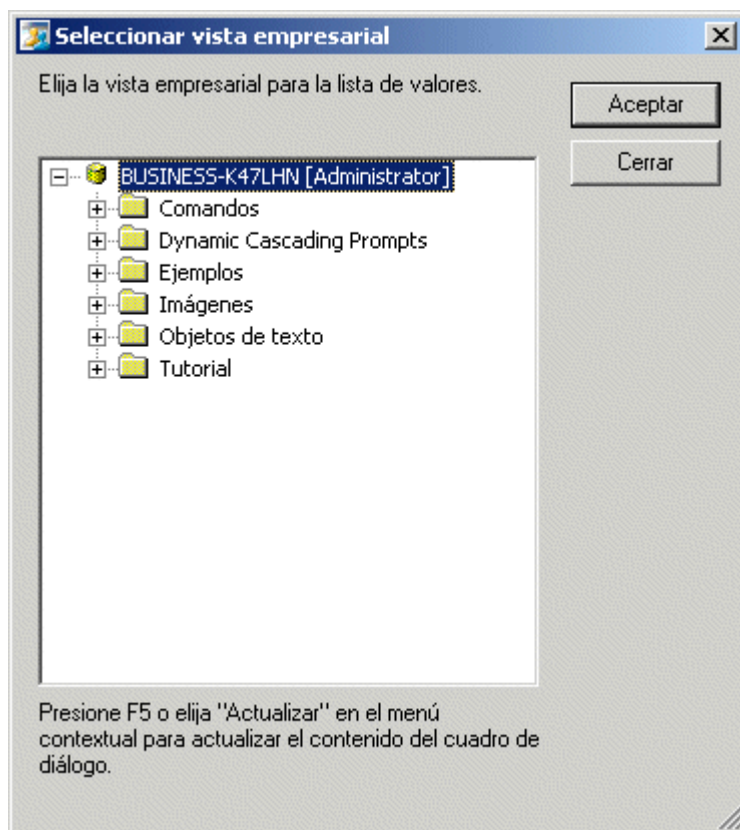 Seleccionar vista empresarial
Elija la vista empresarial para la lista de valores.
Aceptar
Cerrar
BUSINESS-K47LHN [Administrator]
Comandos
Dynamic Cascading Prompts
Ejemplos
Imágenes
Objetos de texto
Tutorial
Presione F5 o elija "Actualizar" en el menú
contextual para actualizar el contenido del cuadro de
diálogo.